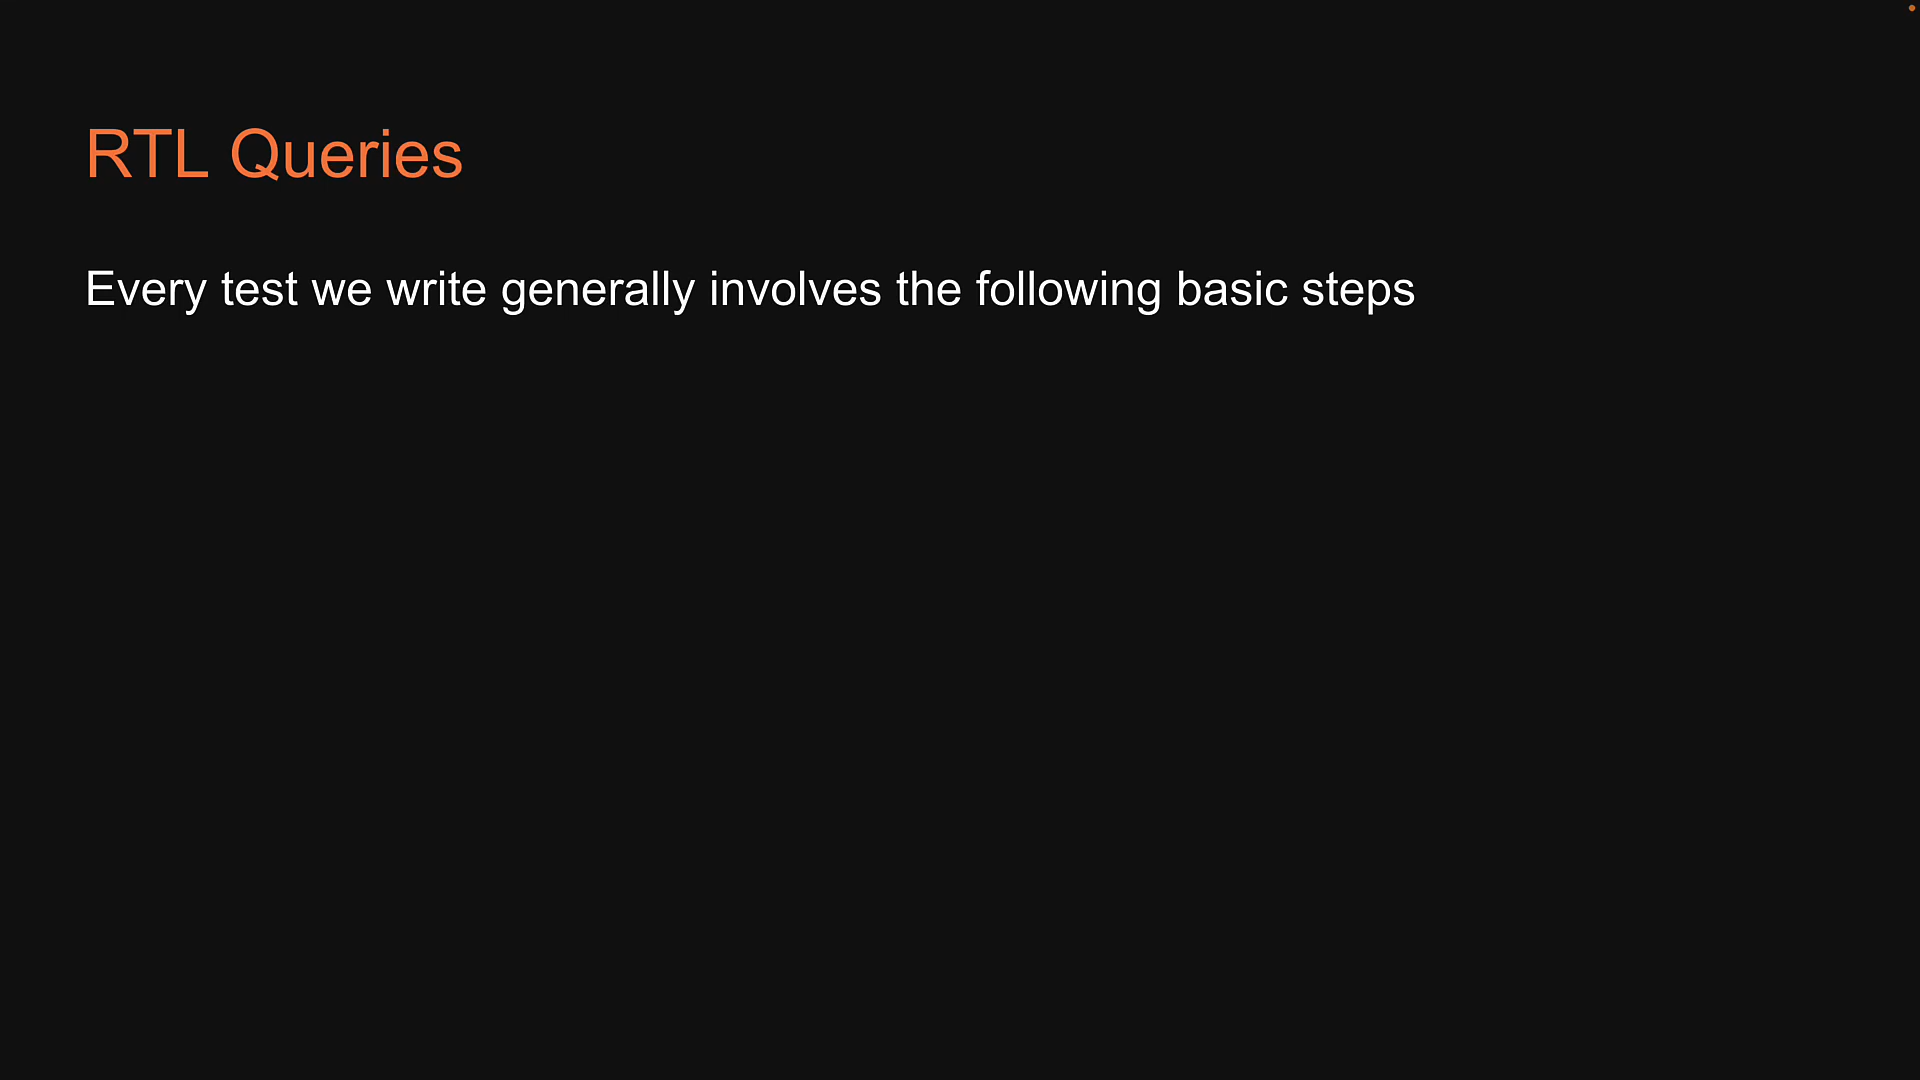 RTL Queries
Every test we write generally involves the following basic steps